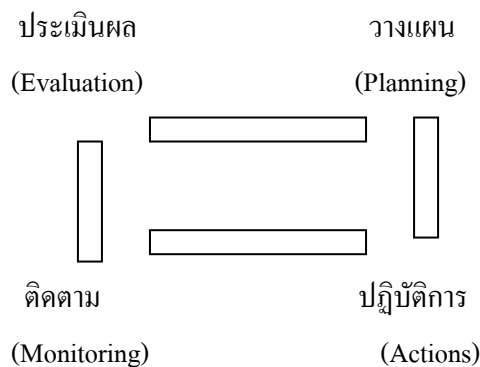 ประเมินผล
(Evaluation)
วางแผน
(Planning)
ติดตาม
(Monitoring)
ปฏิบัติการ
(Actions)